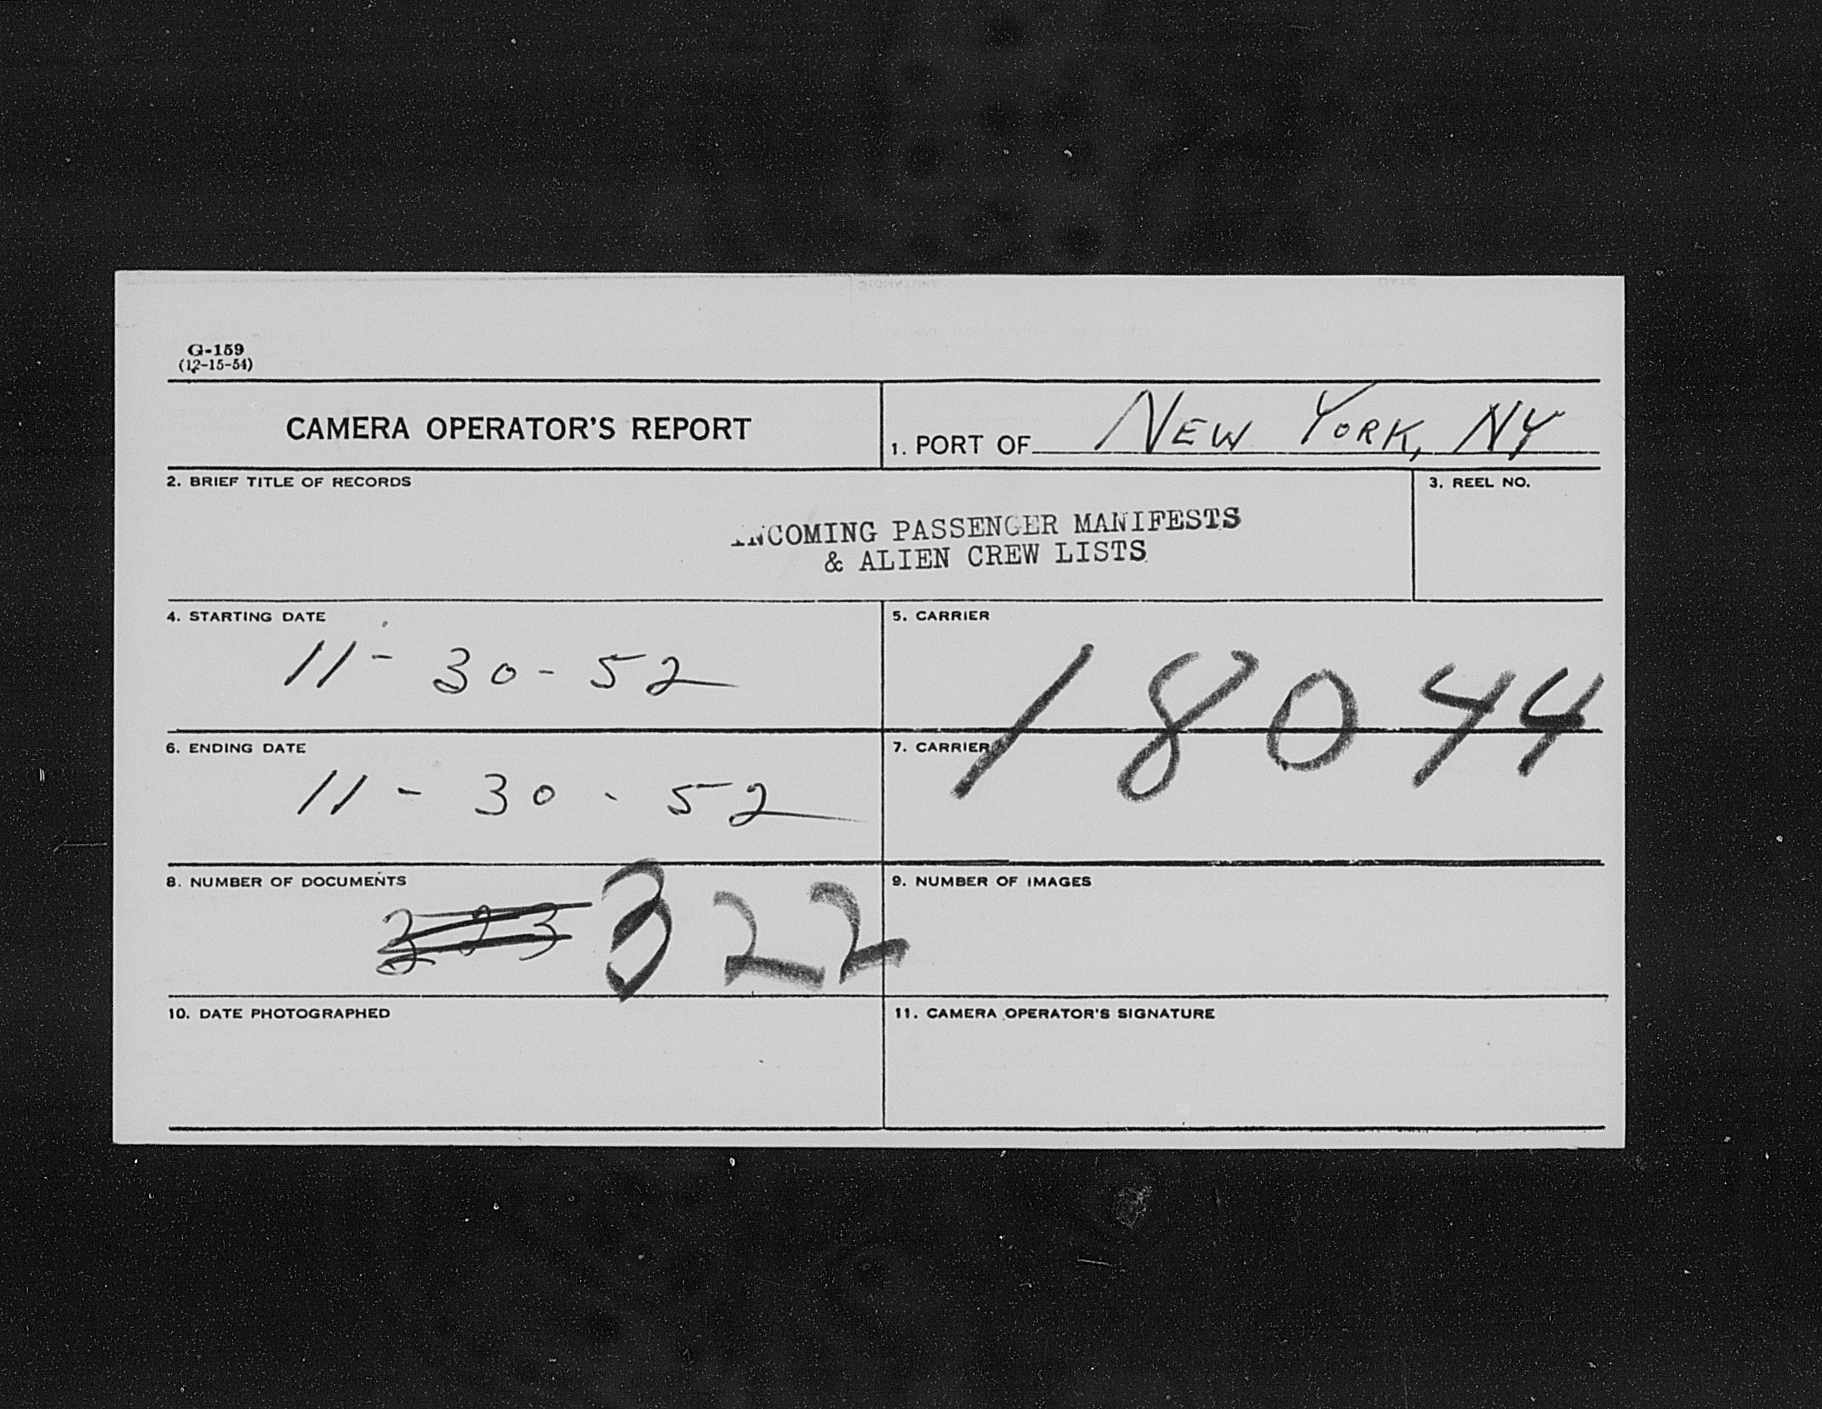 G-159
(12-15-54)
CAMERA OPERATOR'S REPORT
1. PORT OF NEW YORK, NY
2. BRIEF TITLE OF RECORDS
3. REEL NO.
INCOMING PASSENGER MANIFESTS
& ALIEN CREW LISTS
4. STARTING DATE
11-30-52
5. CARRIER
18044
6. ENDING DATE
11-30-52
7. CARRIER
8. NUMBER OF DOCUMENTS
322
9. NUMBER OF IMAGES
10. DATE PHOTOGRAPHED
11. CAMERA OPERATOR'S SIGNATURE